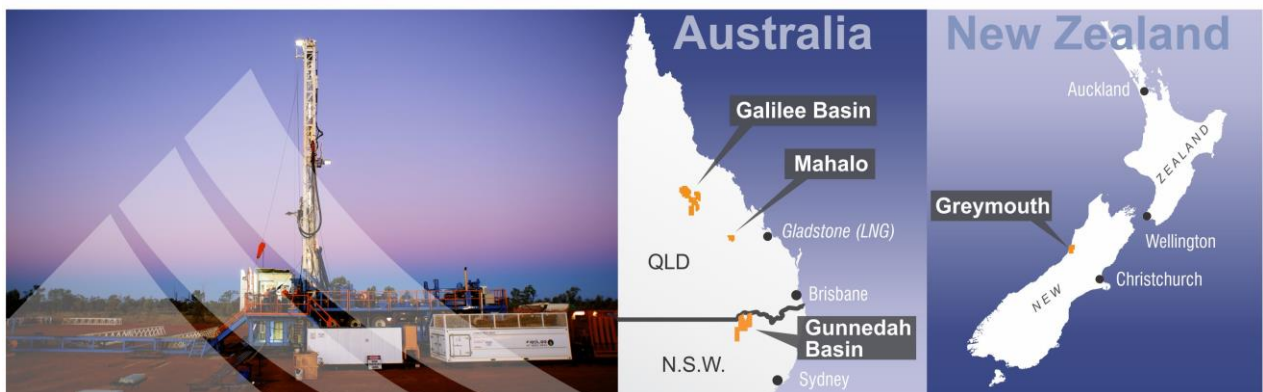 Australia
Galilee Basin
Mahalo
Gladstone (LNG)
QLD
Brisbane
Gunnedah
Basin
N.S.W.
Sydney
New Zealand
Auckland
ZEALAND
Greymouth
Wellington
Christchurch
NEW